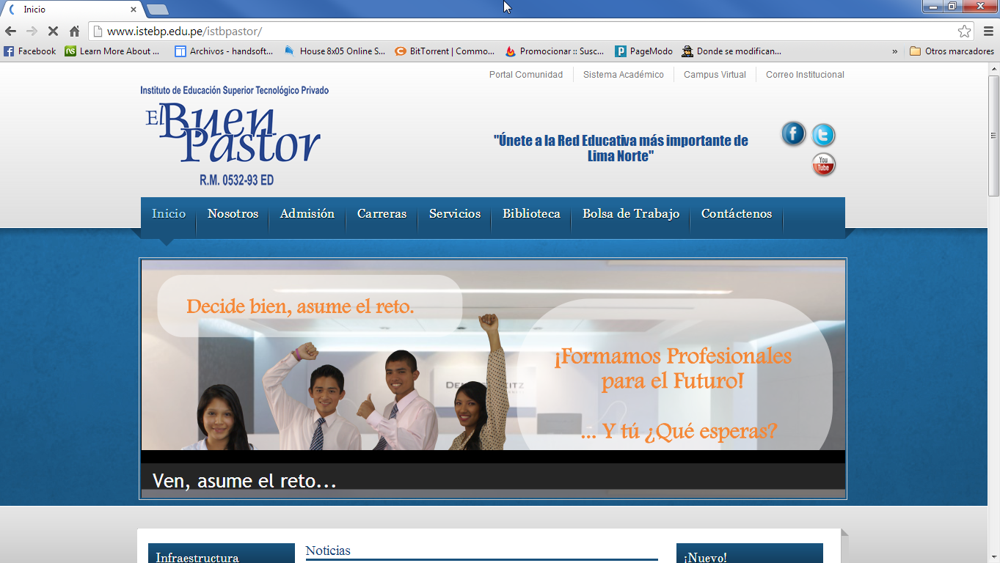 Inicio
www.istebp.edu.pe/istbpastor/
Facebook
Learn More About ...
Archivos - handsoft...
House 8x05 Online S...
BitTorrent | Commo...
Promocionar :: Susc...
PageModo
Donde se modifican...
»
Otros marcadores
Portal Comunidad
Sistema Académico
Campus Virtual
Correo Institucional
Instituto de Educación Superior Tecnológico Privado
El Buen
Pastor
R.M. 0532-93 ED
"Únete a la Red Educativa más importante de
Lima Norte"
You
Tube
Inicio
Nosotros
Admisión
Carreras
Servicios
Biblioteca
Bolsa de Trabajo
Contáctenos
Decide bien, asume el reto.
¡Formamos Profesionales
para el Futuro!
... Y tú ¿Qué esperas?
Ven, asume el reto...
Infraestructura
Noticias
¡Nuevo!